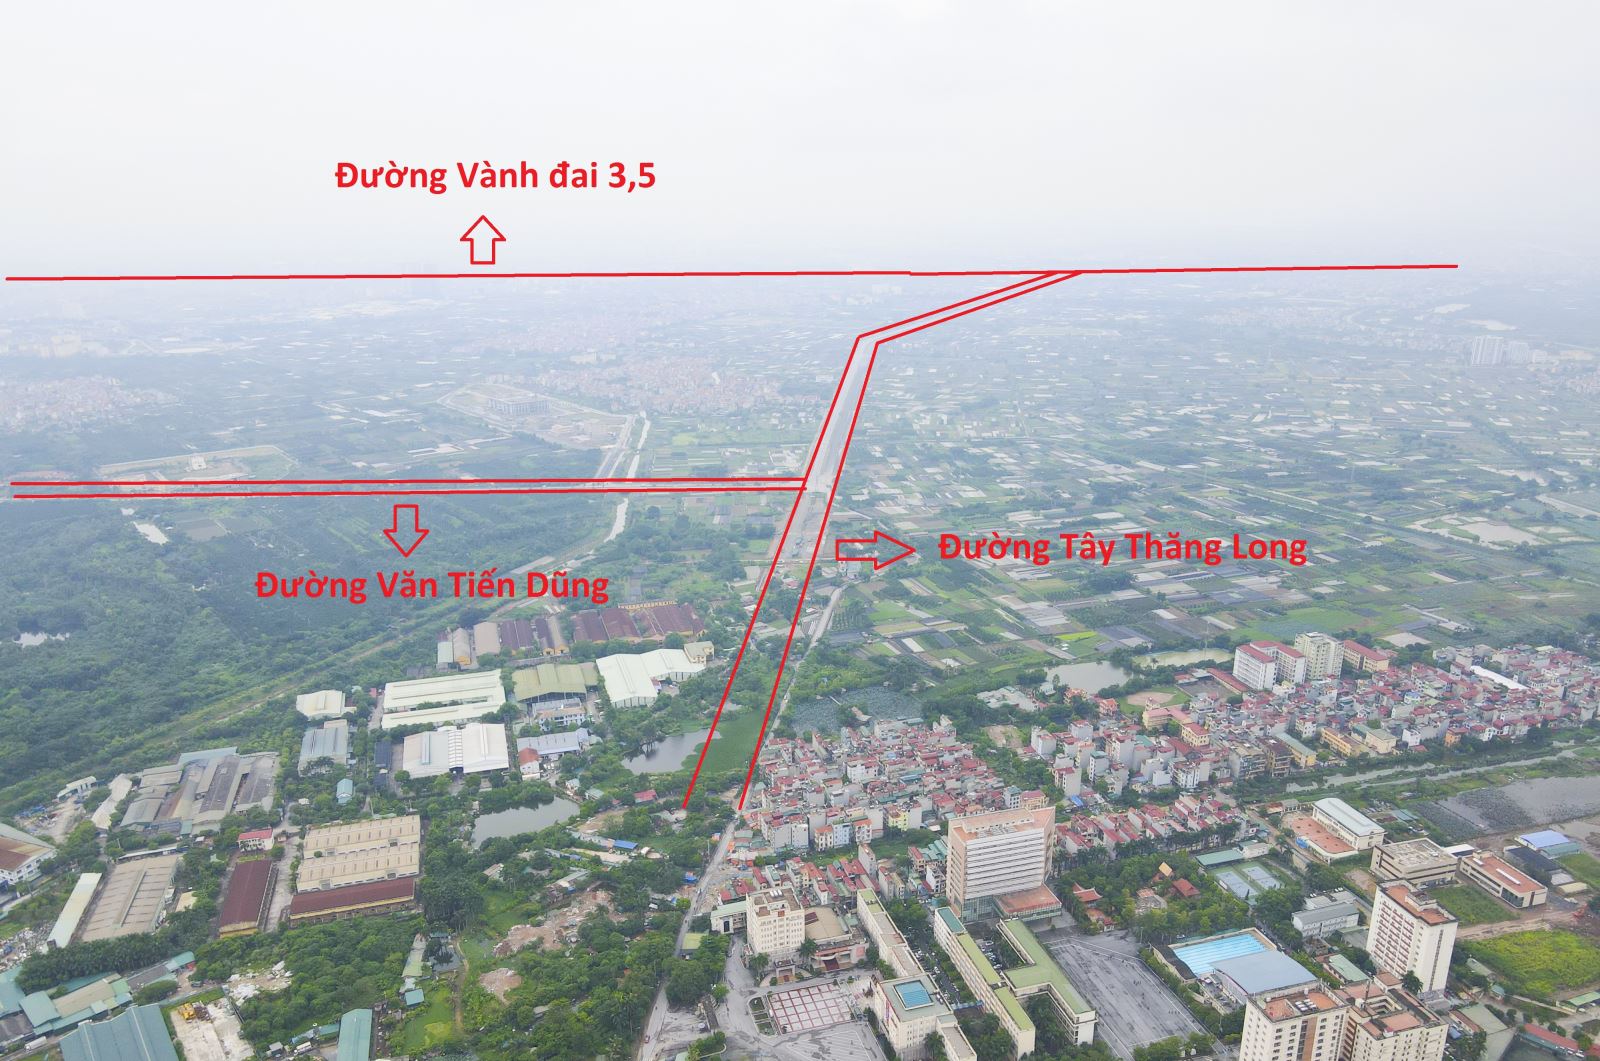 Đường Vành đai 3,5
Đường Tây Thăng Long
Đường Văn Tiến Dũng